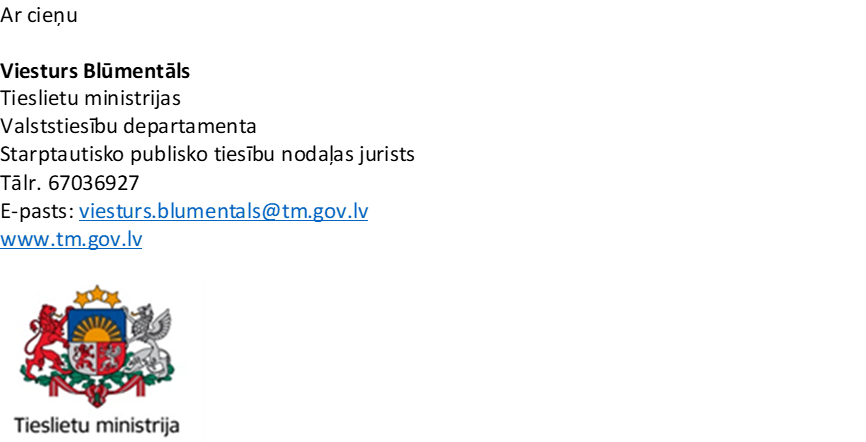 Ar cieņu
Viesturs Blūmentāls
Tieslietu ministrijas
Valststiesību departamenta
Starptautisko publisko tiesību nodaļas jurists
Tālr. 67036927
E-pasts: viesturs.blumentals@tm.gov.lv
www.tm.gov.lv
Tieslietu ministrija